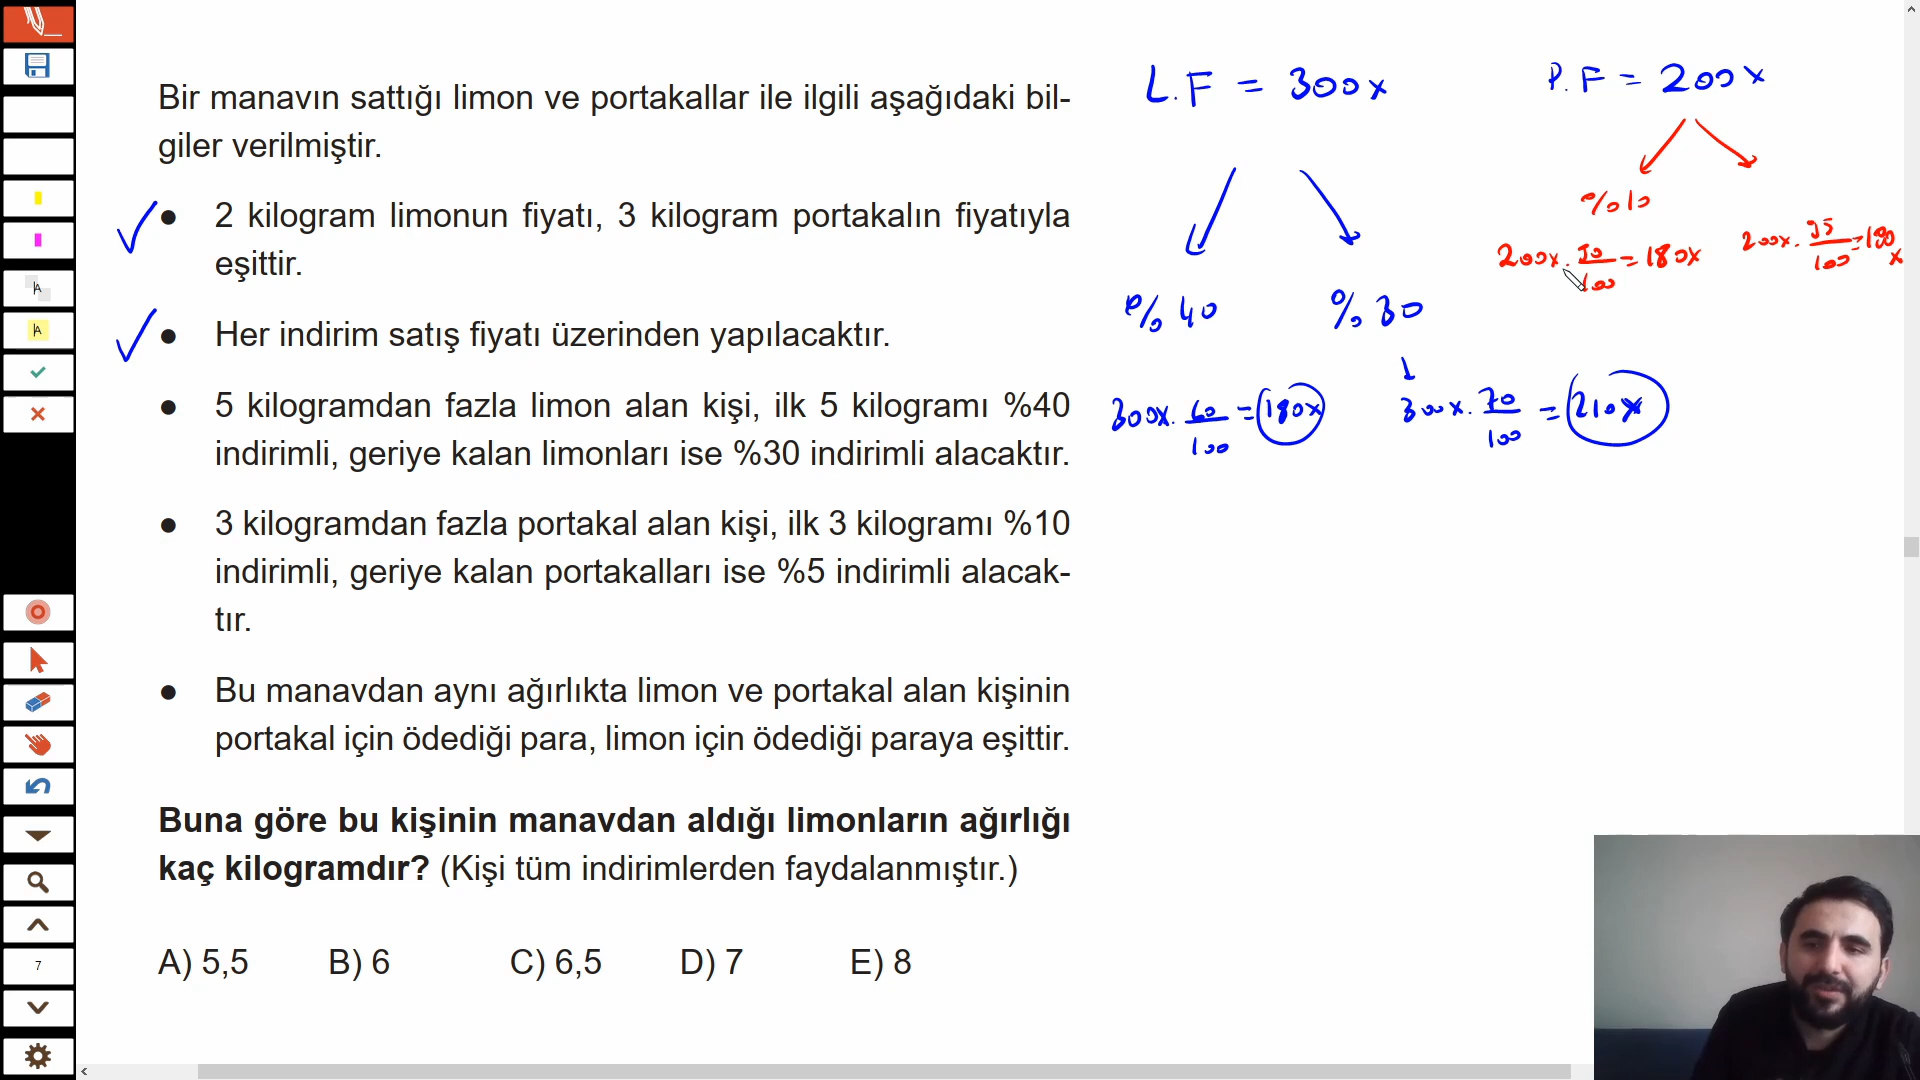 Bir manavın sattığı limon ve portakallar ile ilgili aşağıdaki bil-
giler verilmiştir.
● 2 kilogram limonun fiyatı, 3 kilogram portakalın fiyatıyla
eşittir.
● Her indirim satış fiyatı üzerinden yapılacaktır.
● 5 kilogramdan fazla limon alan kişi, ilk 5 kilogramı %40
indirimli, geriye kalan limonları ise %30 indirimli alacaktır.
● 3 kilogramdan fazla portakal alan kişi, ilk 3 kilogramı %10
indirimli, geriye kalan portakalları ise %5 indirimli alacak-
tır.
● Bu manavdan aynı ağırlıkta limon ve portakal alan kişinin
portakal için ödediği para, limon için ödediği paraya eşittir.
Buna göre bu kişinin manavdan aldığı limonların ağırlığı
kaç kilogramdır? (Kişi tüm indirimlerden faydalanmıştır.)
A) 5,5 B) 6 C) 6,5 D) 7 E) 8
L.F = 300x
%40 %30
300x . 60/100 = 180x
300x . 70/100 = 210x
P.F = 200x
%10
200x . 90/100 = 180x
200x . 95/100 = 190x
A
A
7